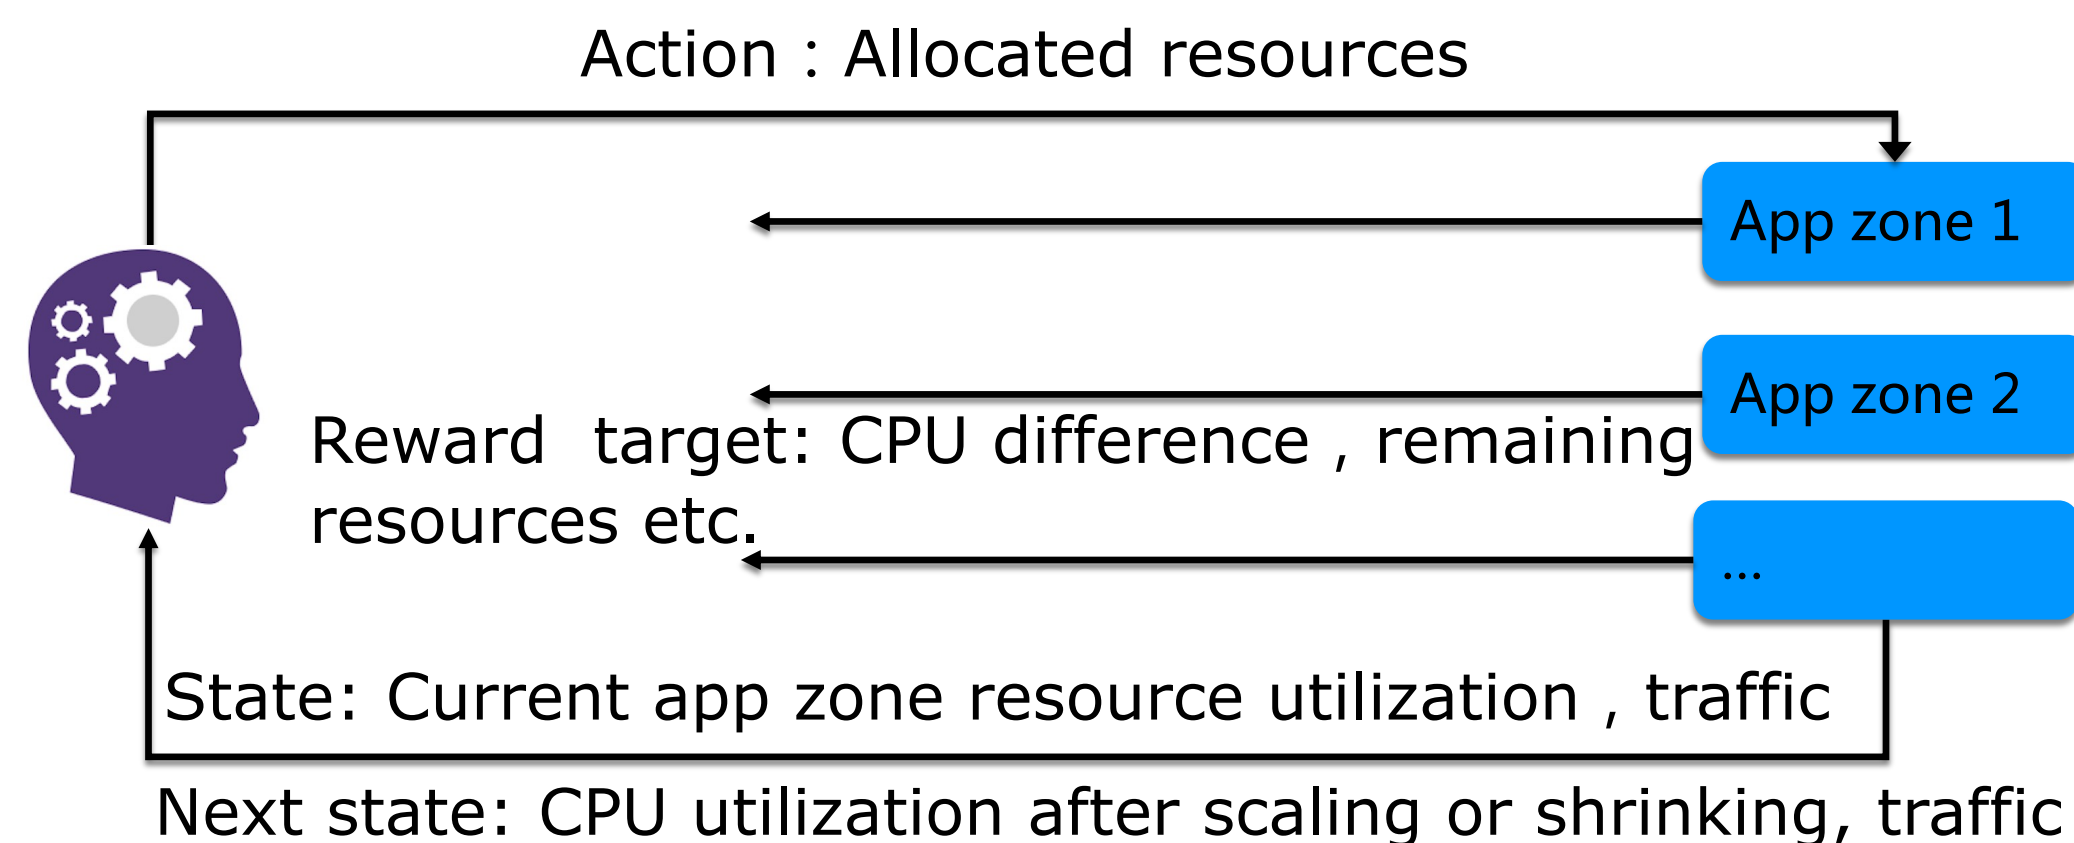 Action : Allocated resources
App zone 1
App zone 2
Reward target: CPU difference , remaining
resources etc.
...
State: Current app zone resource utilization , traffic
Next state: CPU utilization after scaling or shrinking, traffic